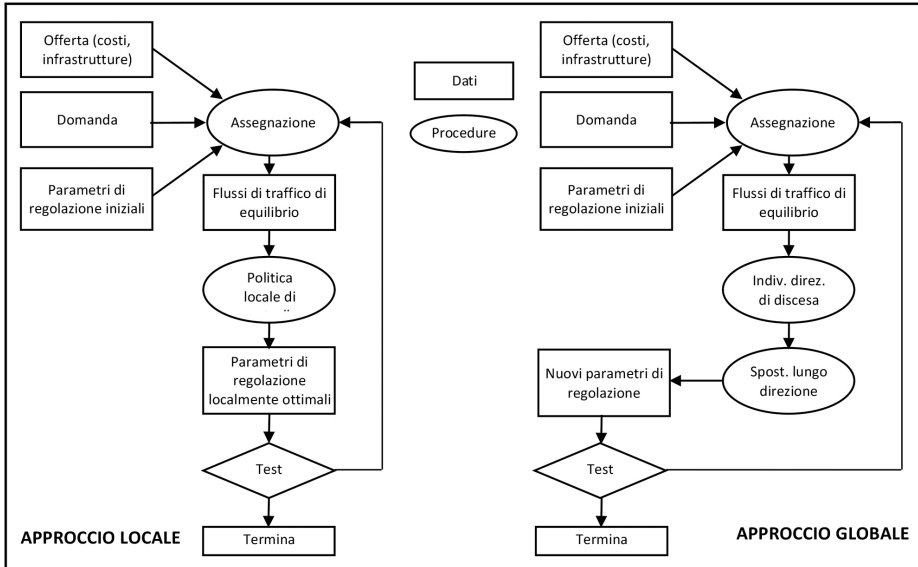 Offerta (costi,
infrastrutture)
Domanda
Parametri di
regolazione iniziali
Assegnazione
Flussi di traffico di
equilibrio
Politica
locale di
Parametri di
regolazione
localmente ottimali
Test
Termina
APPROCCIO LOCALE
Dati
Procedure
Offerta (costi,
infrastrutture)
Domanda
Parametri di
regolazione iniziali
Assegnazione
Flussi di traffico di
equilibrio
Indiv. direz.
di discesa
Spost. lungo
direzione
Nuovi parametri di
regolazione
Test
Termina
APPROCCIO GLOBALE